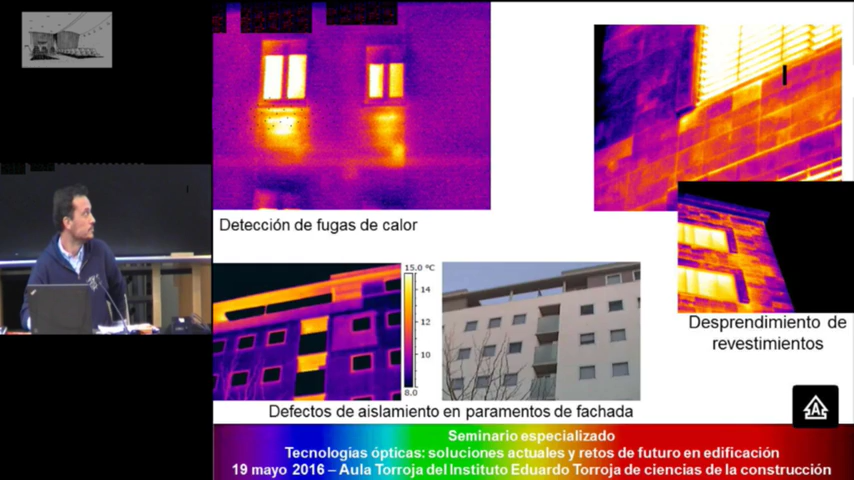 Detección de fugas de calor
15.0 ºC
14
12
10
8.0
Desprendimiento de
revestimientos
Defectos de aislamiento en paramentos de fachada
Seminario especializado
Tecnologías ópticas: soluciones actuales y retos de futuro en edificación
19 mayo 2016 – Aula Torroja del Instituto Eduardo Torroja de ciencias de la construcción